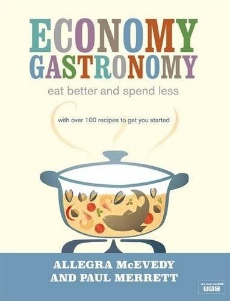 ECONOMY
GASTRONOMY
eat better and spend less
with over 100 recipes to get you started
ALLEGRA McEVEDY
AND PAUL MERRETT
BBC